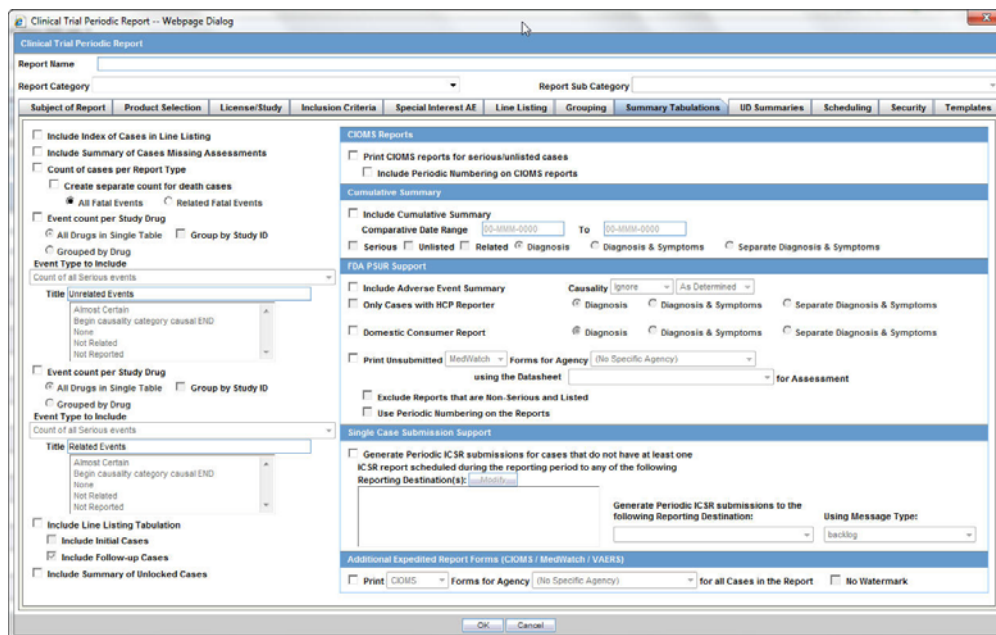 Clinical Trial Periodic Report -- Webpage Dialog
Clinical Trial Periodic Report
Report Name
Report Category
Report Sub Category
Subject of Report
Product Selection
License/Study
Inclusion Criteria
Special Interest AE
Line Listing
Grouping
Summary Tabulations
UD Summaries
Scheduling
Security
Templates
Include Index of Cases in Line Listing
Include Summary of Cases Missing Assessments
Count of cases per Report Type
Create separate count for death cases
All Fatal Events
Related Fatal Events
Event count per Study Drug
All Drugs in Single Table
Group by Study ID
Grouped by Drug
Event Type to Include
Count of all Serious events
Title Unrelated Events
Almost Certain
Begin causality category causal END
None
Not Related
Not Reported
Event count per Study Drug
All Drugs in Single Table
Group by Study ID
Grouped by Drug
Event Type to Include
Count of all Serious events
Title Related Events
Almost Certain
Begin causality category causal END
None
Not Related
Not Reported
Include Line Listing Tabulation
Include Initial Cases
Include Follow-up Cases
Include Summary of Unlocked Cases
CIOMS Reports
Print CIOMS reports for serious/unlisted cases
Include Periodic Numbering on CIOMS reports
Cumulative Summary
Include Cumulative Summary
Comparative Date Range 00-MMM-0000 To 00-MMM-0000
Serious Unlisted Related Diagnosis Diagnosis & Symptoms Separate Diagnosis & Symptoms
FDA PSUR Support
Include Adverse Event Summary Causality Ignore As Determined
Only Cases with HCP Reporter Diagnosis Diagnosis & Symptoms Separate Diagnosis & Symptoms
Domestic Consumer Report Diagnosis Diagnosis & Symptoms Separate Diagnosis & Symptoms
Print Unsubmitted MedWatch Forms for Agency (No Specific Agency)
using the Datasheet for Assessment
Exclude Reports that are Non-Serious and Listed
Use Periodic Numbering on the Reports
Single Case Submission Support
Generate Periodic ICSR submissions for cases that do not have at least one
ICSR report scheduled during the reporting period to any of the following
Reporting Destination(s): Modify
Generate Periodic ICSR submissions to the
following Reporting Destination:
Using Message Type:
backlog
Additional Expedited Report Forms (CIOMS / MedWatch / VAERS)
Print CIOMS Forms for Agency (No Specific Agency) for all Cases in the Report No Watermark
OK
Cancel